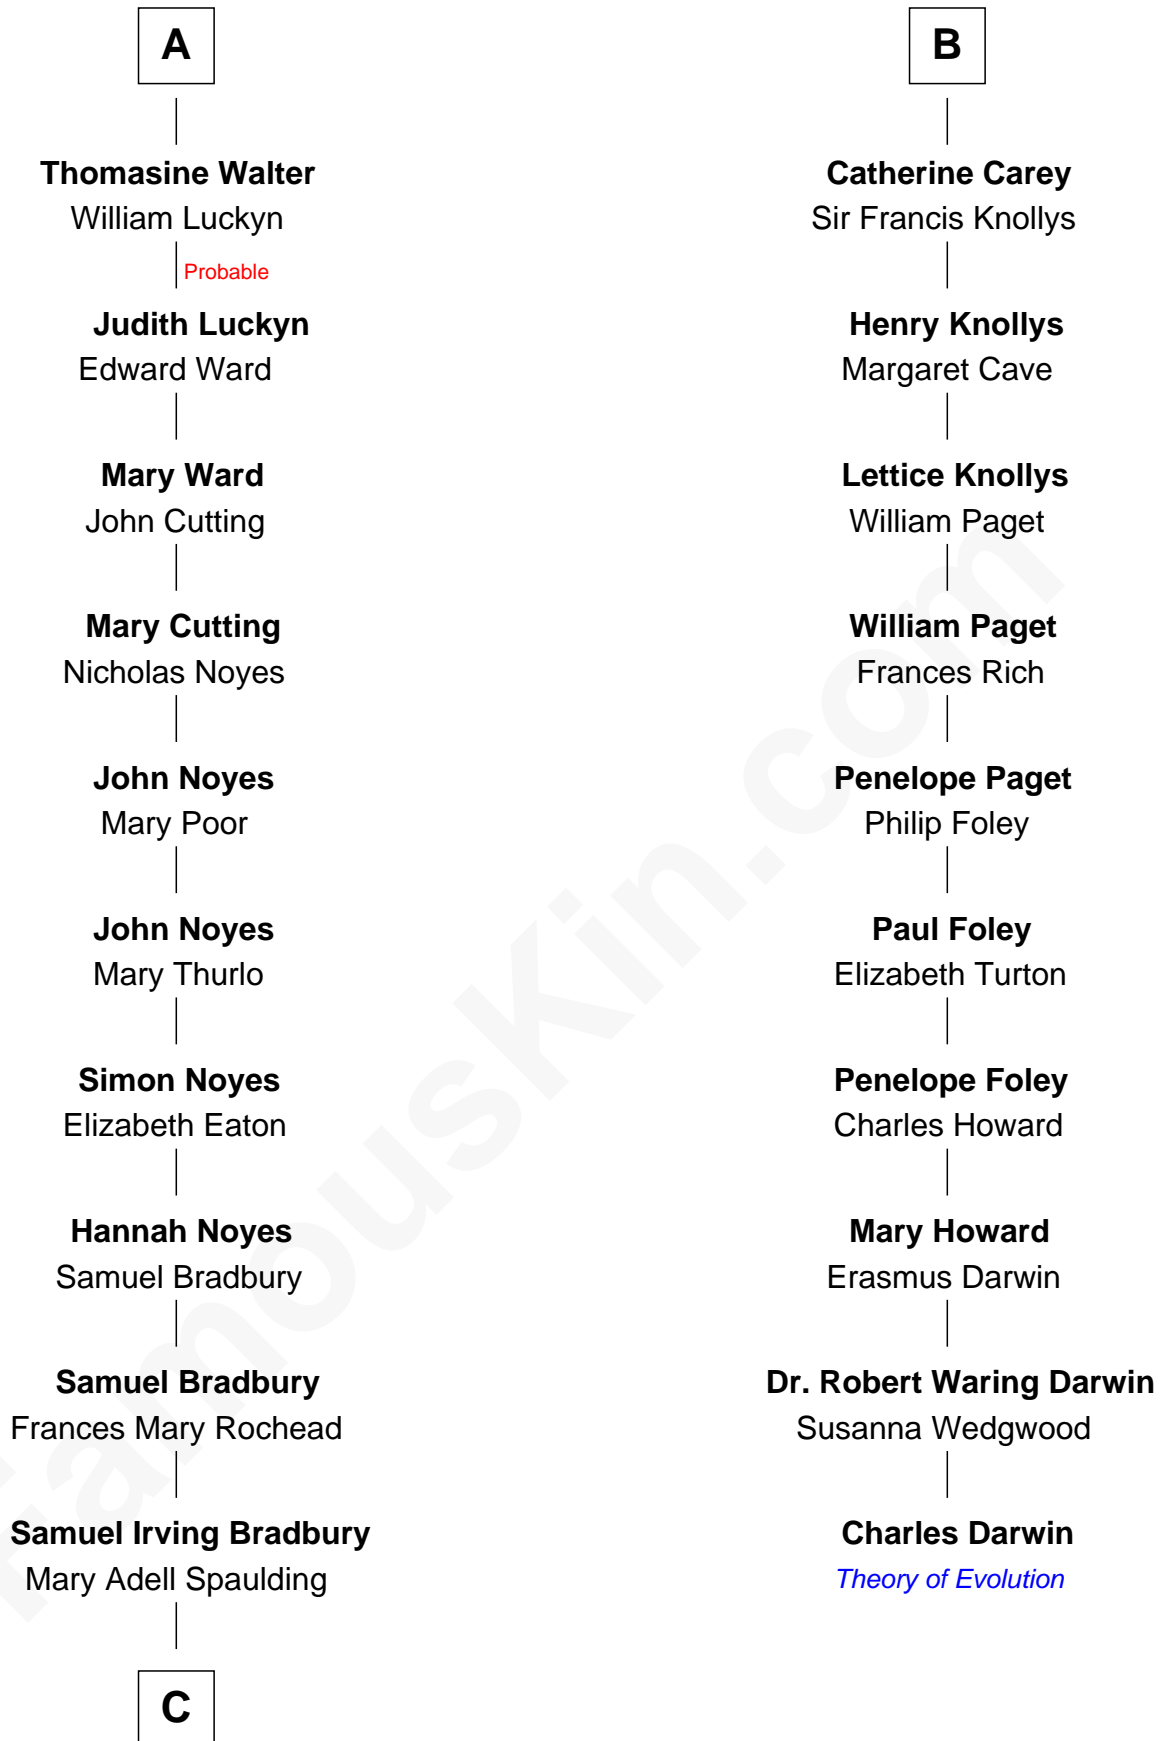 A
Thomasine Walter
William Luckyn
Probable
Judith Luckyn
Edward Ward
Mary Ward
John Cutting
Mary Cutting
Nicholas Noyes
John Noyes
Mary Poor
John Noyes
Mary Thurlo
Simon Noyes
Elizabeth Eaton
Hannah Noyes
Samuel Bradbury
Samuel Bradbury
Frances Mary Rochead
Samuel Irving Bradbury
Mary Adell Spaulding
C
B
Catherine Carey
Sir Francis Knollys
Henry Knollys
Margaret Cave
Lettice Knollys
William Paget
William Paget
Frances Rich
Penelope Paget
Philip Foley
Paul Foley
Elizabeth Turton
Penelope Foley
Charles Howard
Mary Howard
Erasmus Darwin
Dr. Robert Waring Darwin
Susanna Wedgwood
Charles Darwin
Theory of Evolution
FamousKin.com